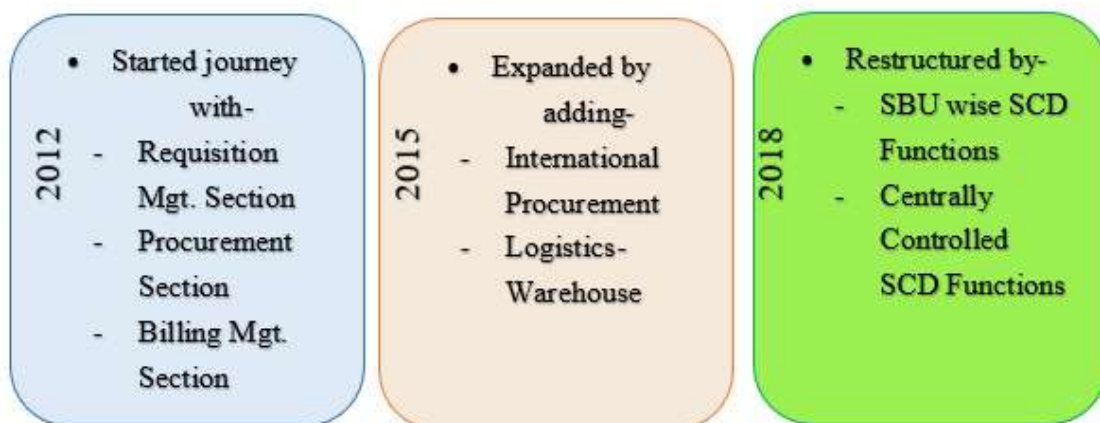 2012
• Started journey
with-
- Requisition
Mgt. Section
- Procurement
Section
- Billing Mgt.
Section
2015
• Expanded by
adding-
- International
Procurement
- Logistics-
Warehouse
2018
• Restructured by-
- SBU wise SCD
Functions
- Centrally
Controlled
SCD Functions